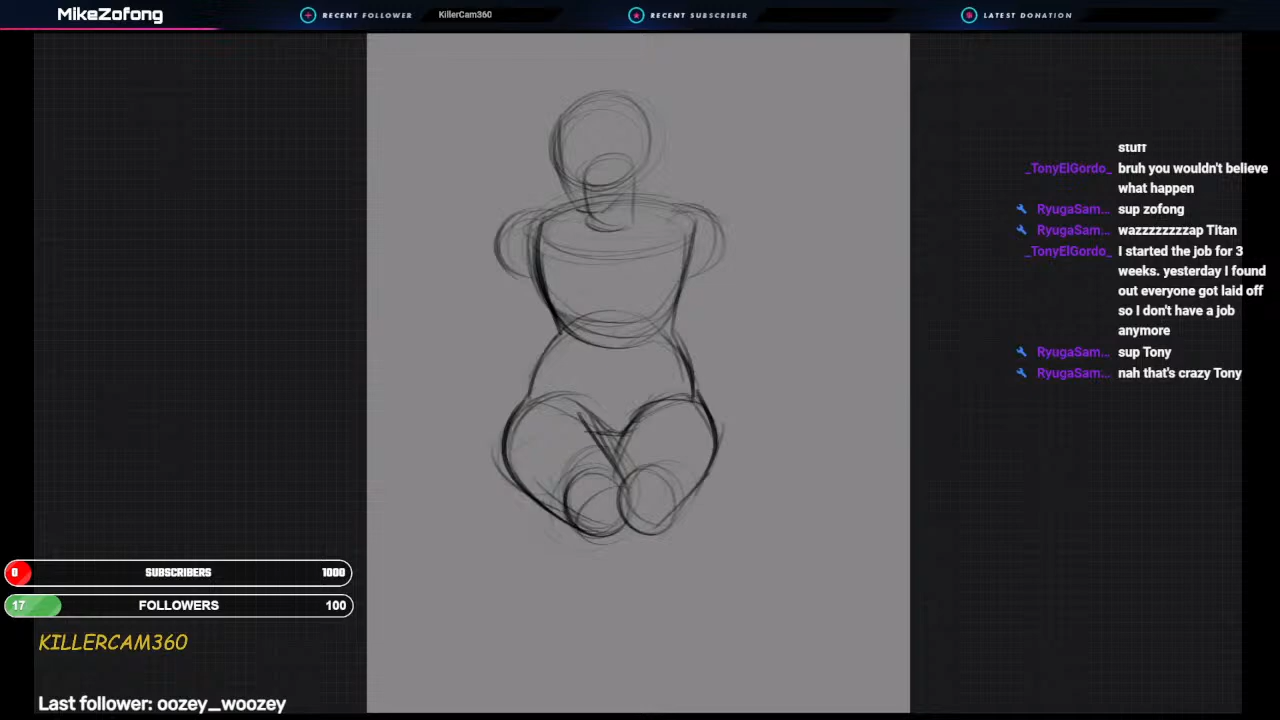 MikeZofong
RECENT FOLLOWER
KillerCam360
RECENT SUBSCRIBER
LATEST DONATION
stuff
_TonyElGordo_ bruh you wouldn't believe
what happen
RyugaSam... sup zofong
RyugaSam... wazzzzzzzap Titan
_TonyElGordo_ I started the job for 3
weeks. yesterday I found
out everyone got laid off
so I don't have a job
anymore
RyugaSam... sup Tony
RyugaSam... nah that's crazy Tony
0 SUBSCRIBERS 1000
17 FOLLOWERS 100
KILLERCAM360
Last follower: oozey_woozey